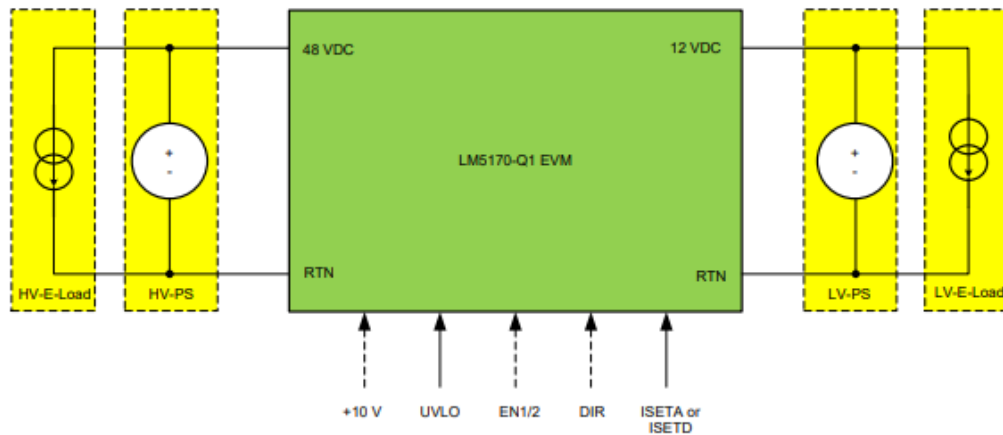 48 VDC
12 VDC
+
-
LM5170-Q1 EVM
+
-
RTN
RTN
HV-E-Load
HV-PS
LV-PS
LV-E-Load
+10 V
UVLO
EN1/2
DIR
ISETA or
ISETD